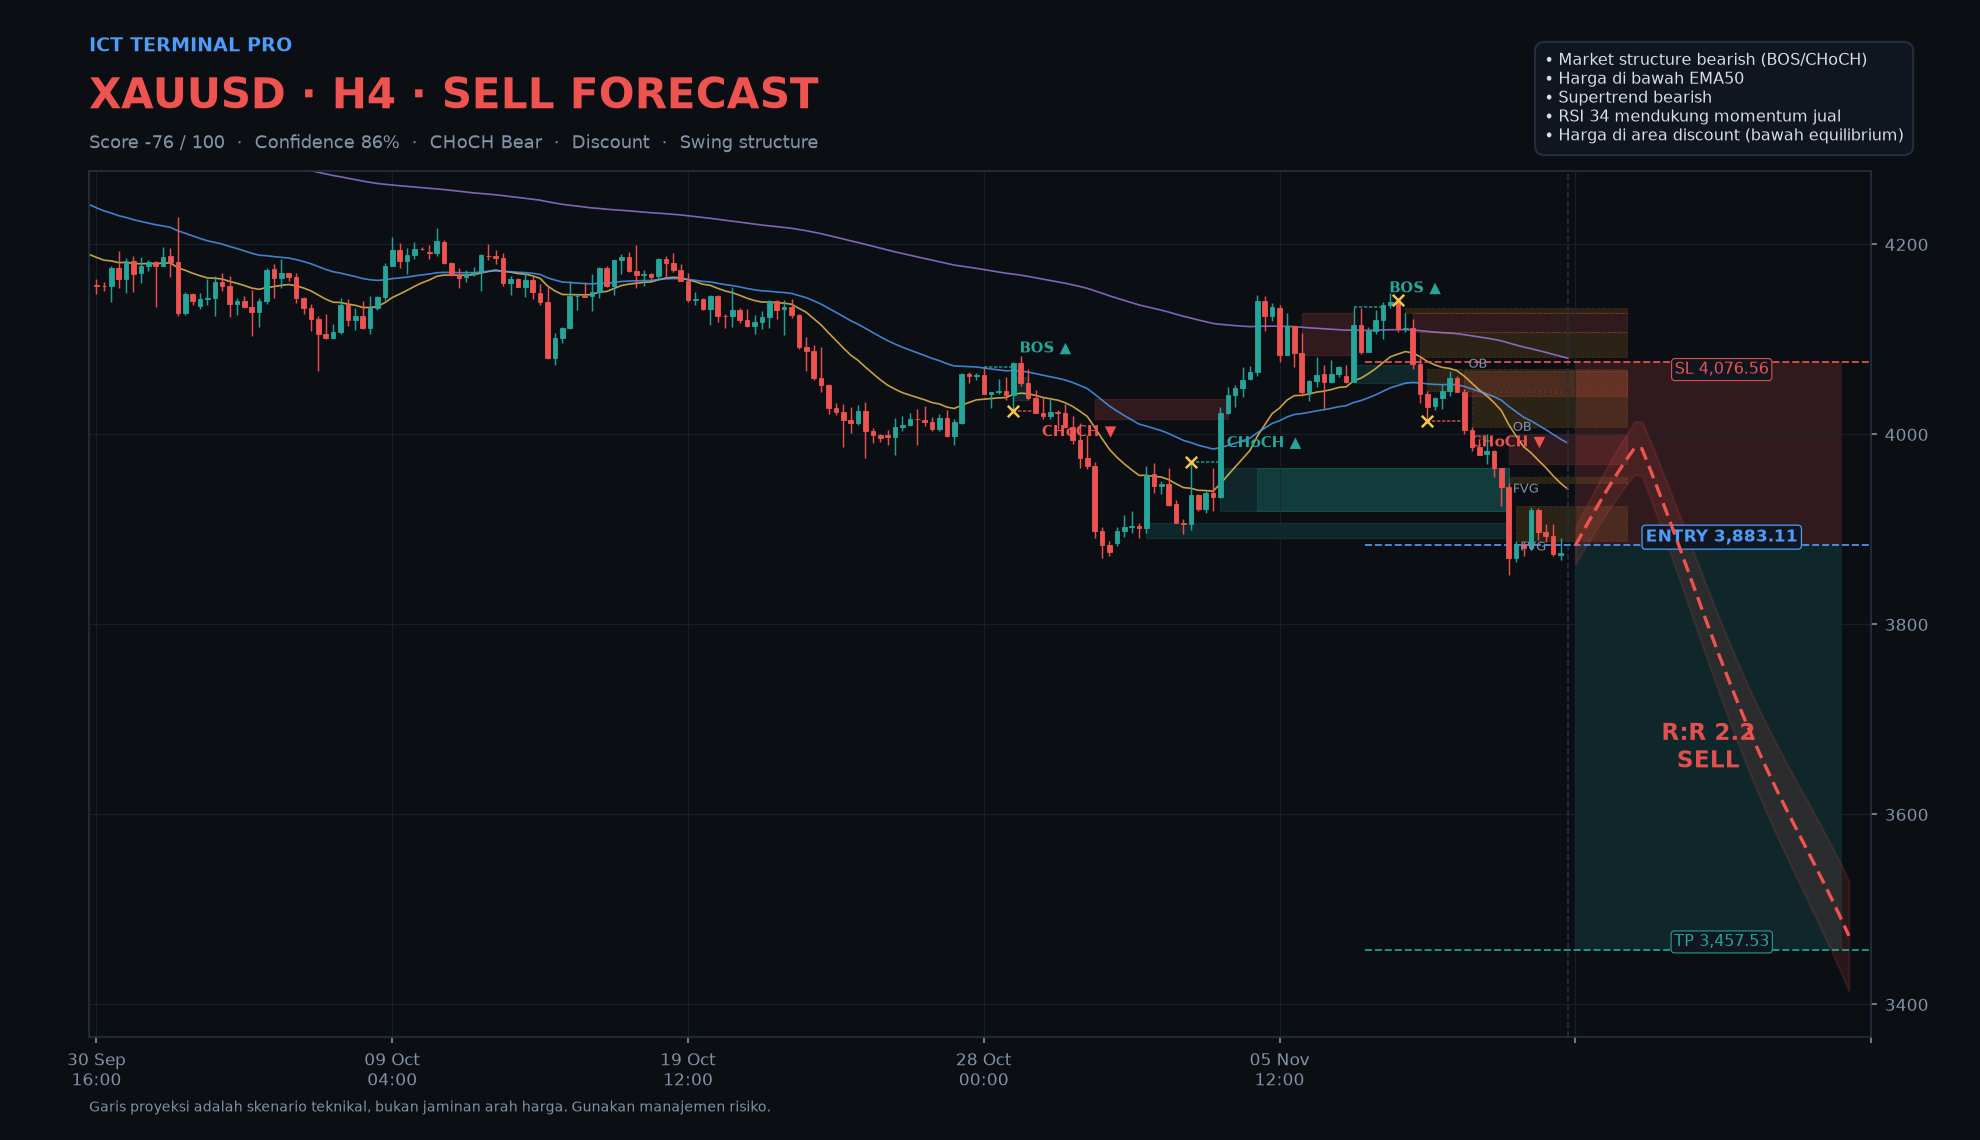 ICT TERMINAL PRO
XAUUSD · H4 · SELL FORECAST
Score -76 / 100 · Confidence 86% · CHoCH Bear · Discount · Swing structure
• Market structure bearish (BOS/CHoCH)
• Harga di bawah EMA50
• Supertrend bearish
• RSI 34 mendukung momentum jual
• Harga di area discount (bawah equilibrium)
4200
BOS ▲
BOS ▲
OB
SL 4,076.56
4000
OB
CHoCH ▼
CHoCH ▲
CHoCH ▼
FVG
ENTRY 3,883.11
FVG
3800
R:R 2.2
SELL
3600
TP 3,457.53
3400
30 Sep
16:00
09 Oct
04:00
19 Oct
12:00
28 Oct
00:00
05 Nov
12:00
Garis proyeksi adalah skenario teknikal, bukan jaminan arah harga. Gunakan manajemen risiko.